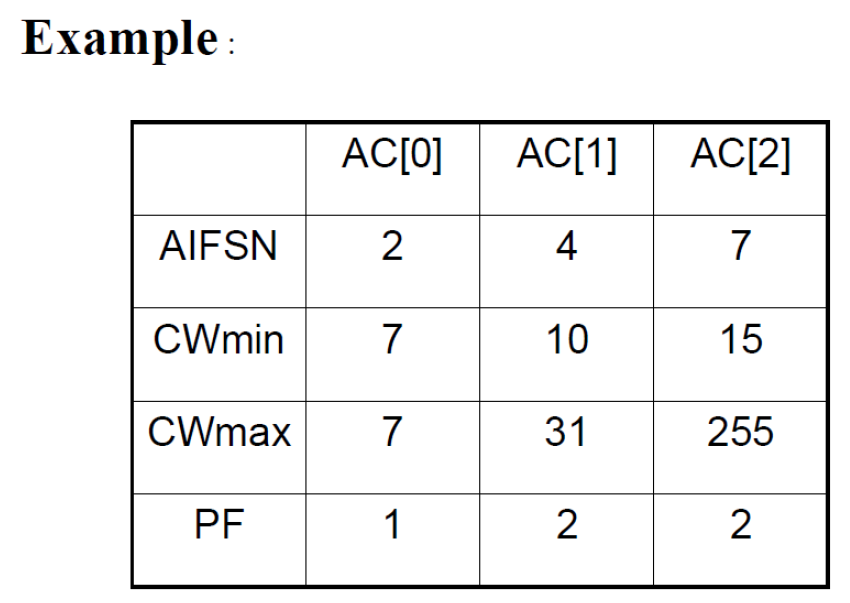 Example :
AC[0] AC[1] AC[2]
AIFSN 2 4 7
CWmin 7 10 15
CWmax 7 31 255
PF 1 2 2